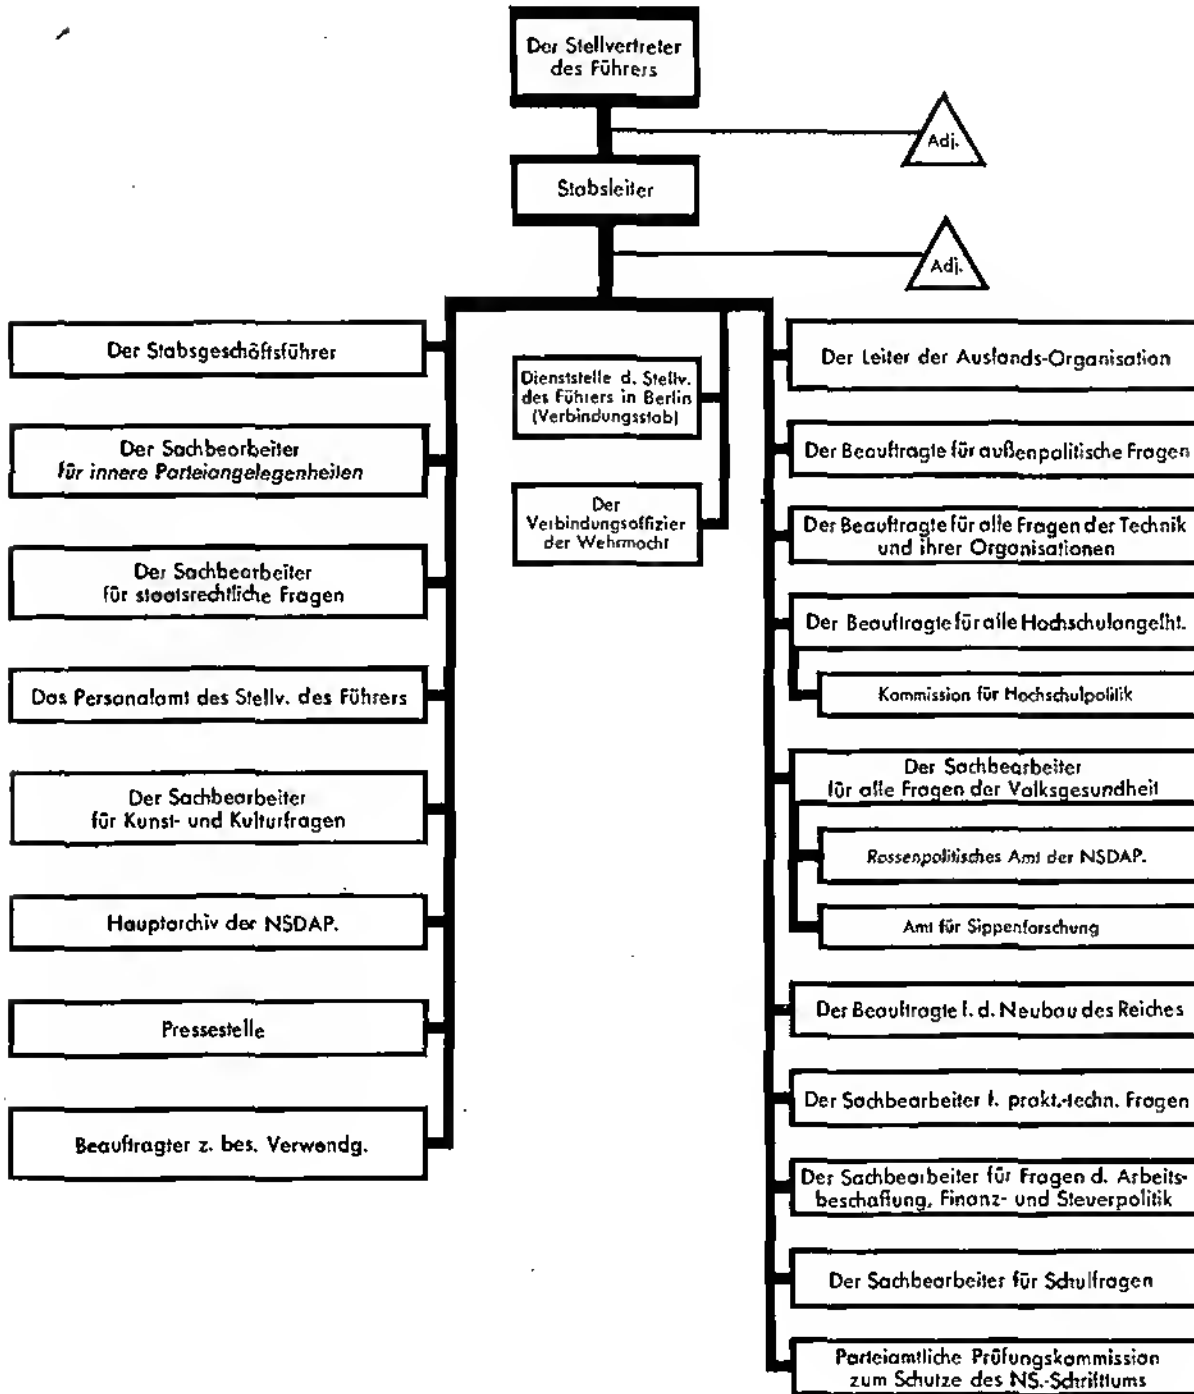 Der Stellvertreter
des Führers
Adj.
Stabsleiter
Adj.
Der Stabsgeschäftsführer
Der Sachbearbeiter
für innere Parteiangelegenheiten
Der Sachbearbeiter
für staatsrechtliche Fragen
Das Personalamt des Stellv. des Führers
Der Sachbearbeiter
für Kunst- und Kulturfragen
Hauptarchiv der NSDAP.
Pressestelle
Beauftragter z. bes. Verwendg.
Dienststelle d. Stellv.
des Führers in Berlin
(Verbindungsstab)
Der
Verbindungsoffizier
der Wehrmacht
Der Leiter der Auslands-Organisation
Der Beauftragte für außenpolitische Fragen
Der Beauftragte für alle Fragen der Technik
und ihrer Organisationen
Der Beauftragte für alle Hochschulangelht.
Kommission für Hochschulpolitik
Der Sachbearbeiter
für alle Fragen der Volksgesundheit
Rassenpolitisches Amt der NSDAP.
Amt für Sippenforschung
Der Beauftragte f. d. Neubau des Reiches
Der Sachbearbeiter f. prakt.-techn. Fragen
Der Sachbearbeiter für Fragen d. Arbeits-
beschaffung, Finanz- und Steuerpolitik
Der Sachbearbeiter für Schulfragen
Parteiamtliche Prüfungskommission
zum Schutze des NS.-Schrifttums